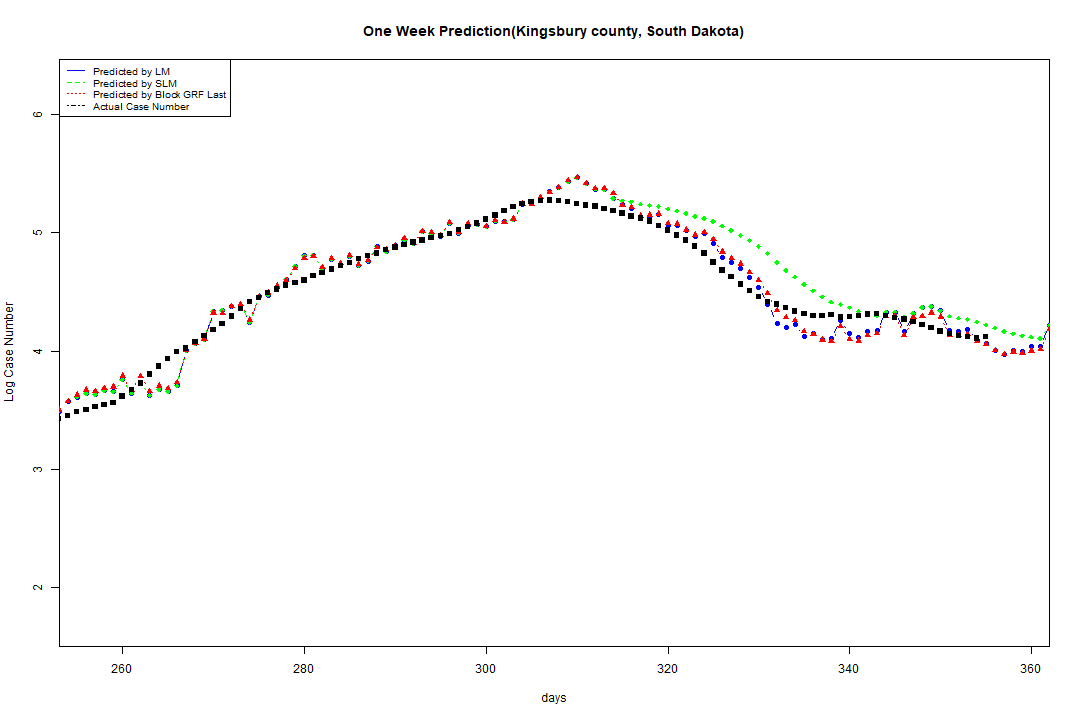 One Week Prediction(Kingsbury county, South Dakota)
Predicted by LM
Predicted by SLM
Predicted by Block GRF Last
Actual Case Number
Log Case Number
6
5
4
3
2
260 280 300 320 340 360
days